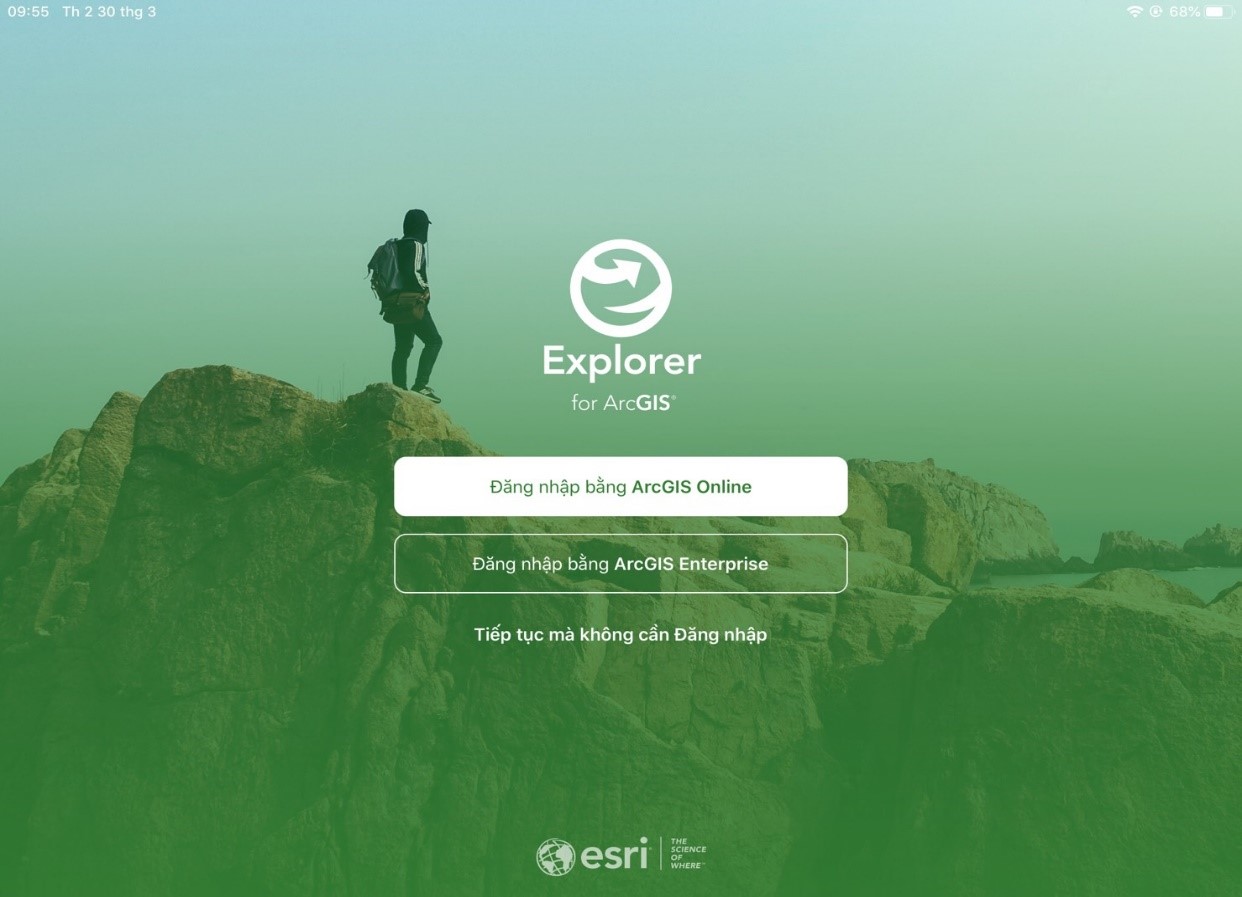 09:55 Th 2 30 thg 3
68%
Explorer
for ArcGIS®
Đăng nhập bằng ArcGIS Online
Đăng nhập bằng ArcGIS Enterprise
Tiếp tục mà không cần Đăng nhập
esri
THE
SCIENCE
OF
WHERE™